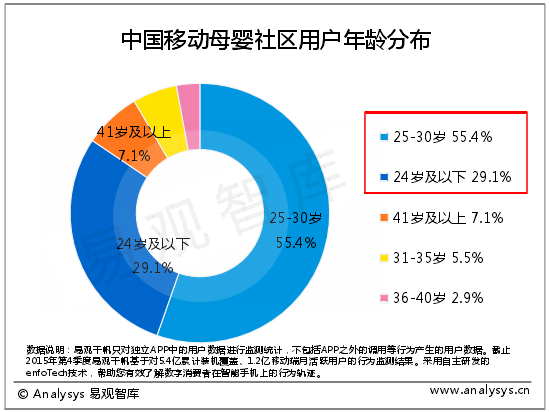 中国移动母婴社区用户年龄分布
25-30岁 55.4%
24岁及以下 29.1%
41岁及以上 7.1%
31-35岁 5.5%
36-40岁 2.9%
41岁及以上
7.1%
25-30岁
55.4%
24岁及以下
29.1%
易观智库
数据说明：易观千帆只对独立APP中的用户数据进行监测统计，不包括APP之外的调用等行为产生的用户数据。截止
2015年第4季度易观千帆基于对5.4亿累计装机覆盖、1.2亿移动端月活跃用户的行为监测结果。采用自主研发的
enfoTech技术，帮助您有效了解数字消费者在智能手机上的行为轨迹。
© Analysys 易观智库
www.analysys.cn